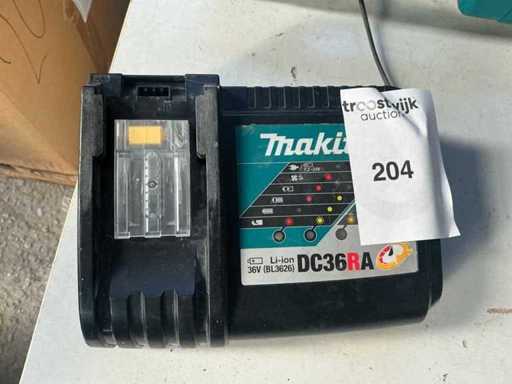 troostwijk
auction
204
makit
Li-ion
36V (BL3626) DC36RA